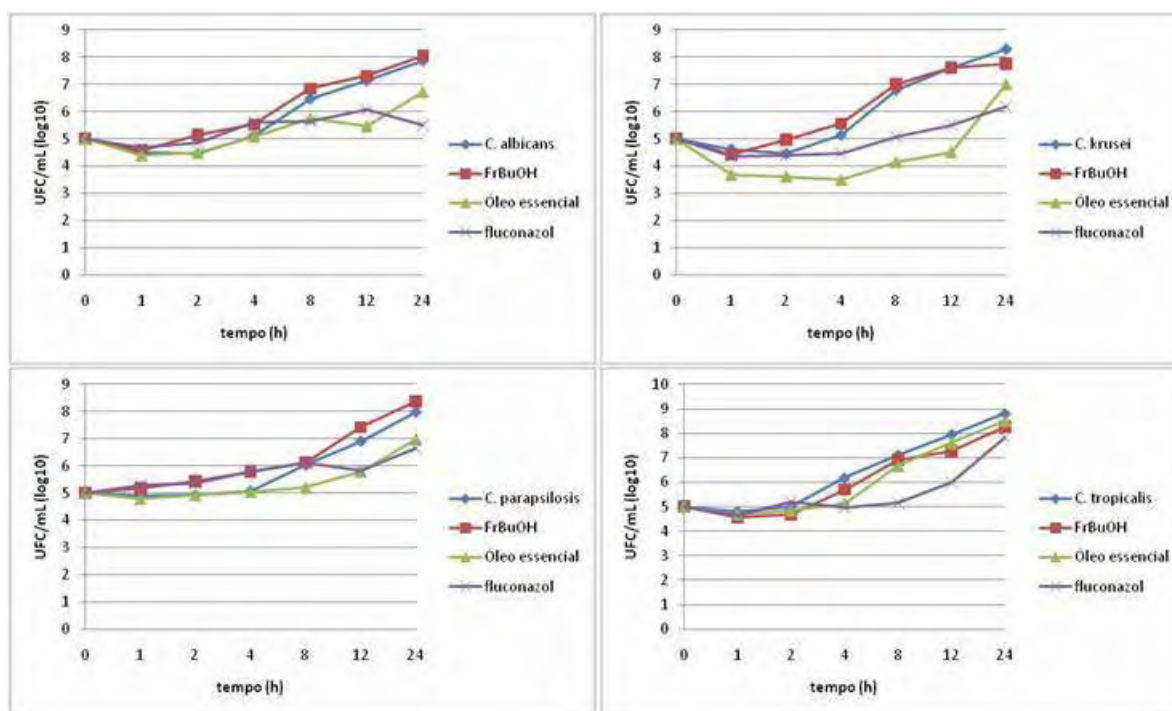 UFC/mL (log10)
9
8
7
6
5
4
3
2
1
0
0 1 2 4 8 12 24
tempo (h)
C. albicans
FrBuOH
Óleo essencial
fluconazol
UFC/mL (log10)
9
8
7
6
5
4
3
2
1
0
0 1 2 4 8 12 24
tempo (h)
C. krusei
FrBuOH
Óleo essencial
fluconazol
UFC/mL (log10)
9
8
7
6
5
4
3
2
1
0
0 1 2 4 8 12 24
tempo (h)
C. parapsilosis
FrBuOH
Óleo essencial
fluconazol
UFC/mL (log10)
10
9
8
7
6
5
4
3
2
1
0
0 1 2 4 8 12 24
tempo (h)
C. tropicalis
FrBuOH
Óleo essencial
fluconazol